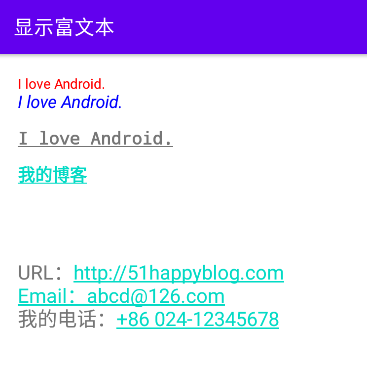 显示富文本
I love Android.
I love Android.
I love Android.
我的博客
URL：http://51happyblog.com
Email：abcd@126.com
我的电话：+86 024-12345678